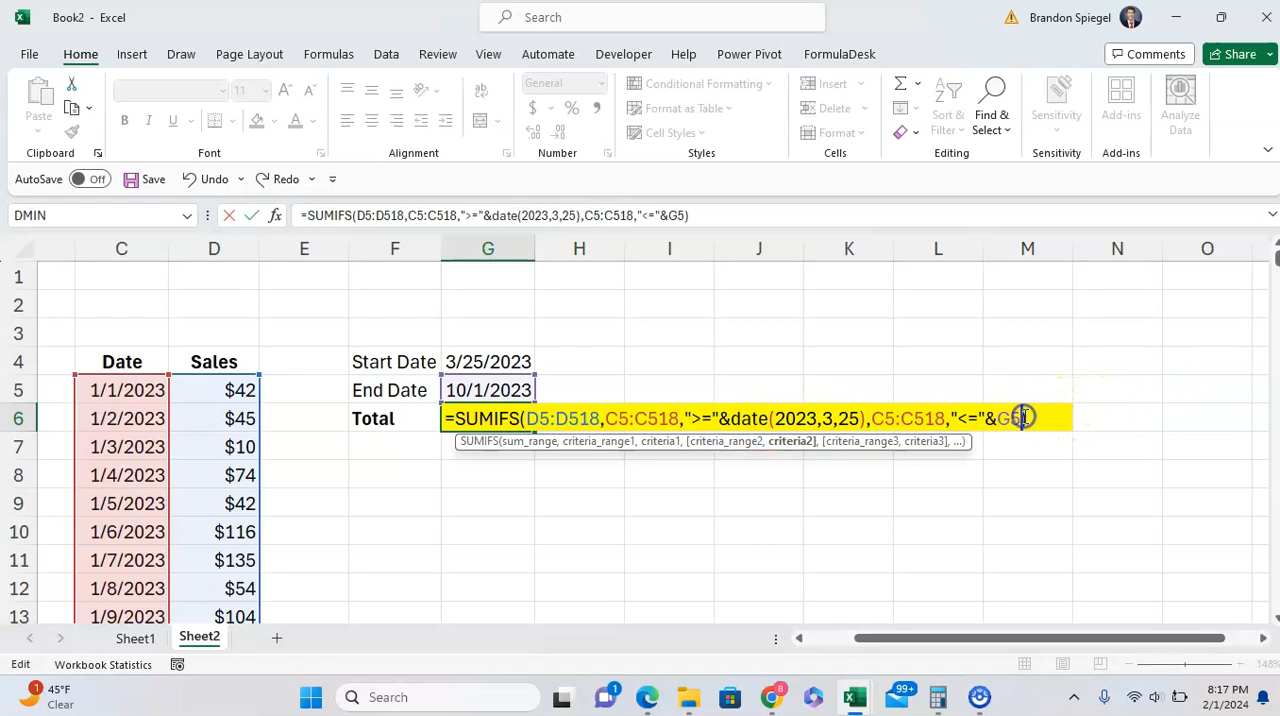 Book2 - Excel
Search
Brandon Spiegel
File Home Insert Draw Page Layout Formulas Data Review View Automate Developer Help Power Pivot FormulaDesk
Comments Share
Paste
11
General
Conditional Formatting
Format as Table
Cell Styles
Insert
Delete
Format
Sort & Filter
Find & Select
Sensitivity
Add-ins
Analyze Data
Clipboard Font Alignment Number Styles Cells Editing Sensitivity Add-ins
AutoSave Off Save Undo Redo
DMIN =SUMIFS(D5:D518,C5:C518,">="&date(2023,3,25),C5:C518,"<="&G5)
C D E F G H I J K L M N O
1
2
3
4 Date Sales Start Date 3/25/2023
5 1/1/2023 $42 End Date 10/1/2023
6 1/2/2023 $45 Total =SUMIFS(D5:D518,C5:C518,">="&date(2023,3,25),C5:C518,"<="&G5)
SUMIFS(sum_range, criteria_range1, criteria1, [criteria_range2, criteria2], [criteria_range3, criteria3], ...)
7 1/3/2023 $10
8 1/4/2023 $74
9 1/5/2023 $42
10 1/6/2023 $116
11 1/7/2023 $135
12 1/8/2023 $54
13 1/9/2023 $104
Sheet1 Sheet2
Edit Workbook Statistics 148%
45°F
Clear
1
Search
1
8
99+
8:17 PM
2/1/2024